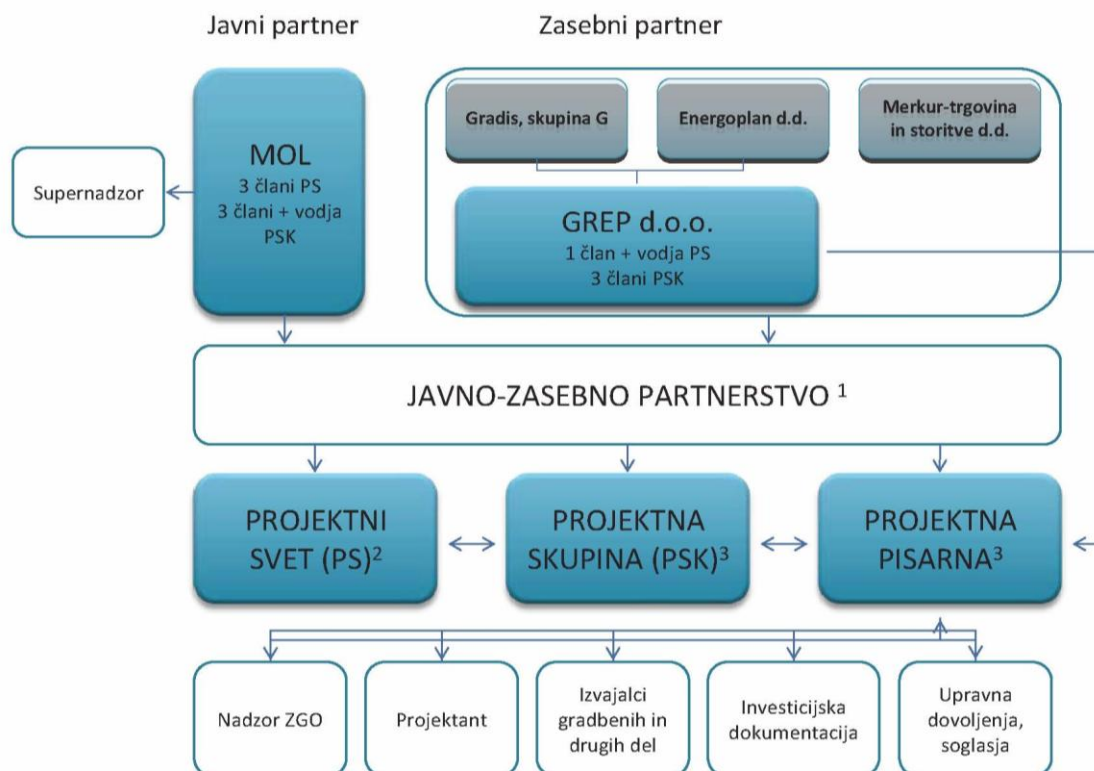 Javni partner
Zasebni partner
Gradis, skupina G
Energoplan d.d.
Merkur-trgovina
in storitve d.d.
MOL
3 člani PS
3 člani + vodja
PSK
Supernadzor
GREP d.o.o.
1 član + vodja PS
3 člani PSK
JAVNO-ZASEBNO PARTNERSTVO ¹
PROJEKTNI
SVET (PS)²
PROJEKTNA
SKUPINA (PSK)³
PROJEKTNA
PISARNA³
Nadzor ZGO
Projektant
Izvajalci
gradbenih in
drugih del
Investicijska
dokumentacija
Upravna
dovoljenja,
soglasja